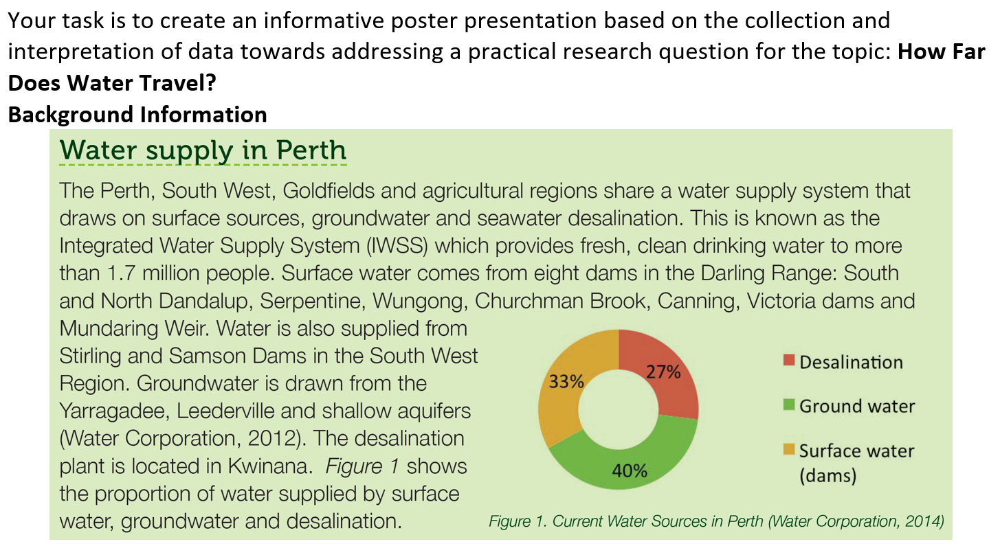 Your task is to create an informative poster presentation based on the collection and
interpretation of data towards addressing a practical research question for the topic: How Far
Does Water Travel?
Background Information
Water supply in Perth
The Perth, South West, Goldfields and agricultural regions share a water supply system that
draws on surface sources, groundwater and seawater desalination. This is known as the
Integrated Water Supply System (IWSS) which provides fresh, clean drinking water to more
than 1.7 million people. Surface water comes from eight dams in the Darling Range: South
and North Dandalup, Serpentine, Wungong, Churchman Brook, Canning, Victoria dams and
Mundaring Weir. Water is also supplied from
Stirling and Samson Dams in the South West
Region. Groundwater is drawn from the
Yarragadee, Leederville and shallow aquifers
(Water Corporation, 2012). The desalination
plant is located in Kwinana. Figure 1 shows
the proportion of water supplied by surface
water, groundwater and desalination.
33%
27%
40%
Desalination
Ground water
Surface water
(dams)
Figure 1. Current Water Sources in Perth (Water Corporation, 2014)